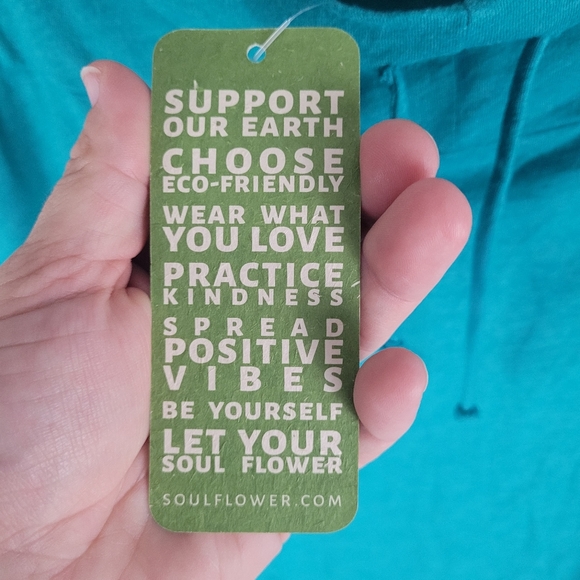 SUPPORT
OUR EARTH
CHOOSE
ECO-FRIENDLY
WEAR WHAT
YOU LOVE
PRACTICE
KINDNESS
SPREAD
POSITIVE
VIBES
BE YOURSELF
LET YOUR
SOUL FLOWER
SOULFLOWER.COM